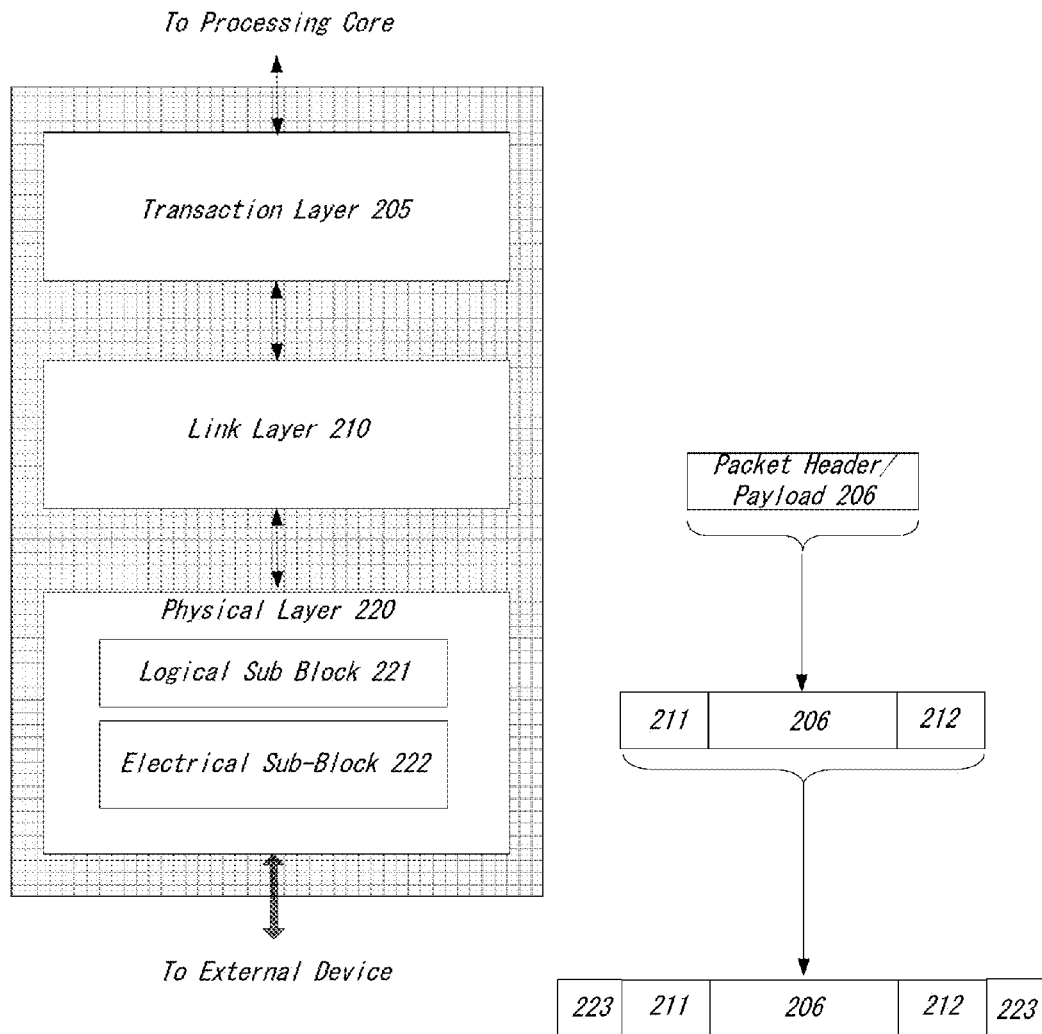 To Processing Core
Transaction Layer 205
Link Layer 210
Physical Layer 220
Logical Sub Block 221
Electrical Sub-Block 222
To External Device
Packet Header/
Payload 206
211 206 212
223 211 206 212 223